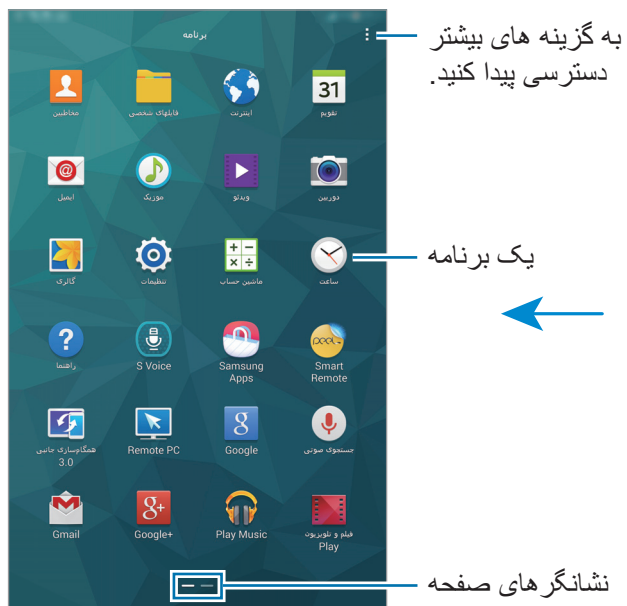 برنامه
به گزینه های بیشتر
دسترسی پیدا کنید.
31
تقویم
اینترنت
فایلهای شخصی
مخاطبین
دوربین
ویدئو
موزیک
ایمیل
ساعت
ماشین حساب
تنظیمات
گالری
یک برنامه
peel
Smart
Remote
Samsung
Apps
S Voice
راهنما
جستجوی صوتی
Google
Remote PC
همگام‌سازی جانبی
3.0
فیلم و تلویزیون
Play
Play Music
Google+
Gmail
نشانگرهای صفحه